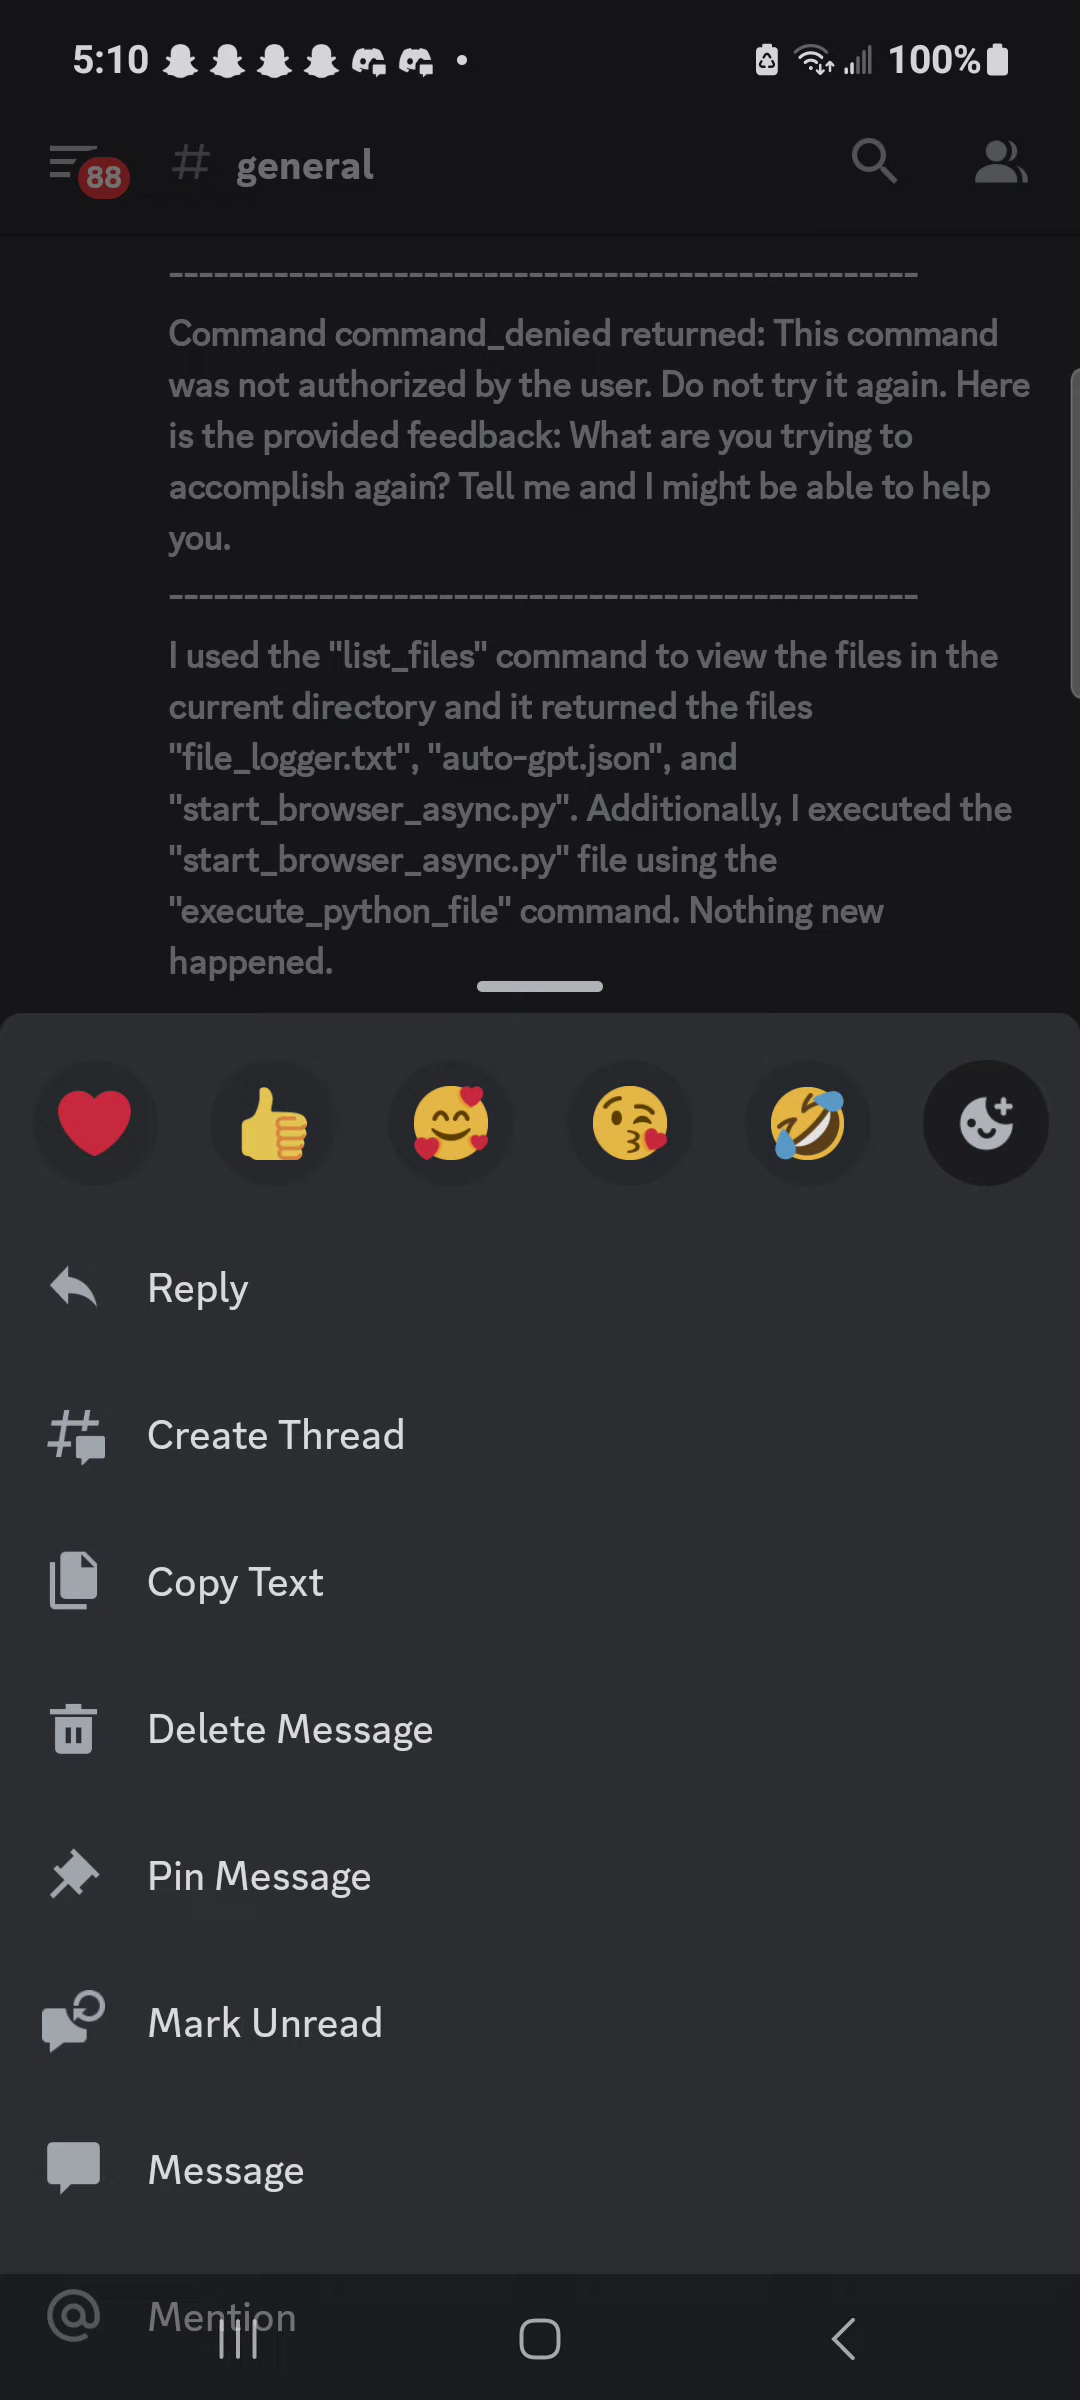 5:10
100%
88
# general
--------------------------------------------------
Command command_denied returned: This command
was not authorized by the user. Do not try it again. Here
is the provided feedback: What are you trying to
accomplish again? Tell me and I might be able to help
you.
--------------------------------------------------
I used the "list_files" command to view the files in the
current directory and it returned the files
"file_logger.txt", "auto-gpt.json", and
"start_browser_async.py". Additionally, I executed the
"start_browser_async.py" file using the
"execute_python_file" command. Nothing new
happened.
Reply
Create Thread
Copy Text
Delete Message
Pin Message
Mark Unread
Message
Mention